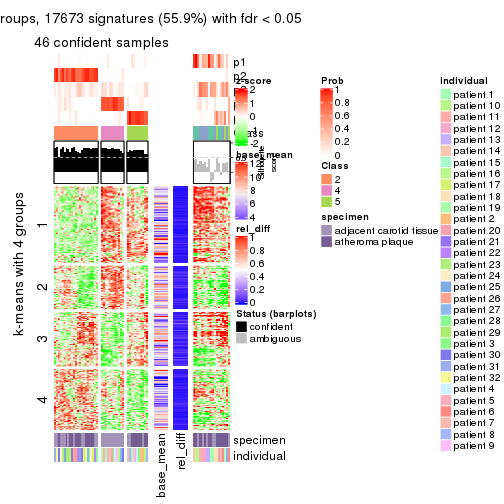 roups, 17673 signatures (55.9%) with fdr < 0.05
46 confident samples
p1
p2
z-score
2
1
0
-1
-2
Class
silhouette
score
base_mean
12
10
8
6
4
rel_diff
1
0.8
0.6
0.4
0.2
0
Status (barplots)
confident
ambiguous
Prob
1
0.8
0.6
0.4
0.2
0
Class
2
4
5
specimen
adjacent carotid tissue
atheroma plaque
individual
patient 1
patient 10
patient 11
patient 12
patient 13
patient 14
patient 15
patient 16
patient 17
patient 18
patient 19
patient 2
patient 20
patient 21
patient 22
patient 23
patient 24
patient 25
patient 26
patient 27
patient 28
patient 29
patient 3
patient 30
patient 31
patient 32
patient 4
patient 5
patient 6
patient 7
patient 8
patient 9
k-means with 4 groups
1
2
3
4
specimen
individual
base_mean
rel_diff